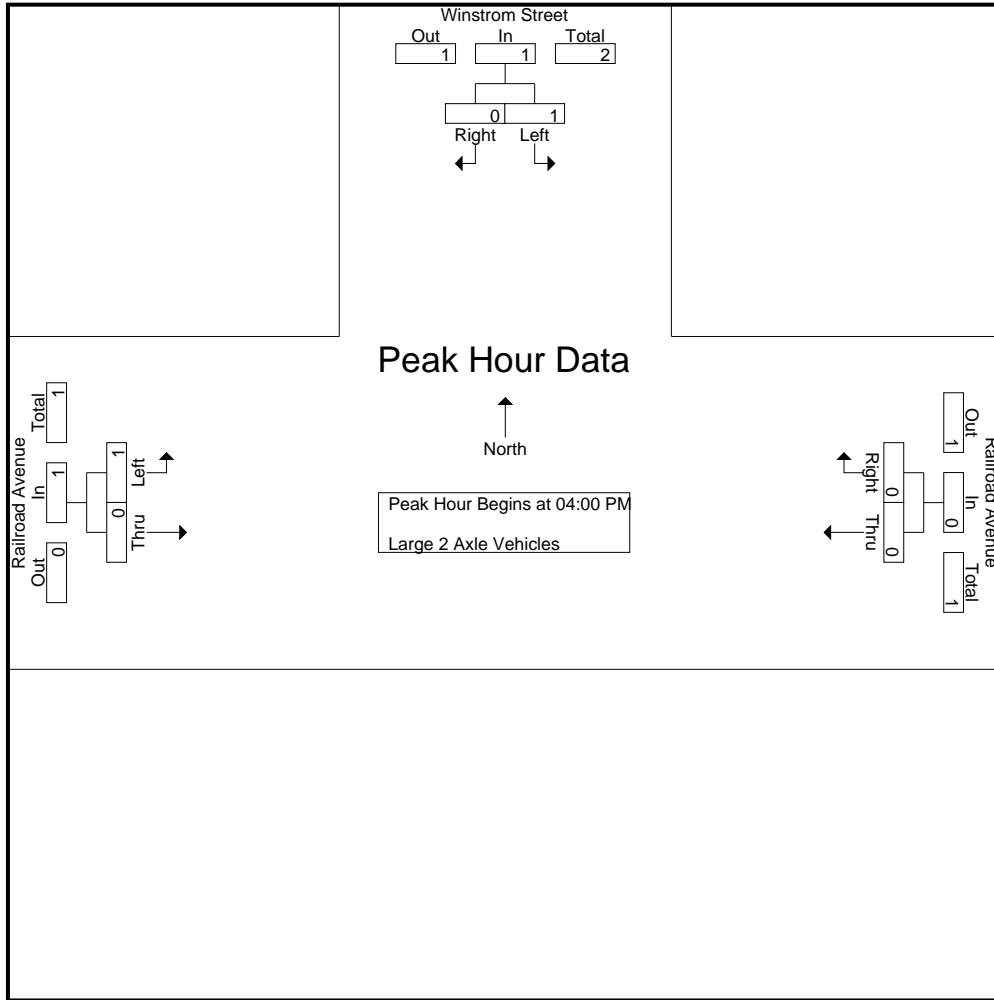 Winstrom Street
Out In Total
1 1 2
0 1
Right Left
Peak Hour Data
North
Peak Hour Begins at 04:00 PM
Large 2 Axle Vehicles
Railroad Avenue
Out In Total
0 1 1
Thru Left
0 1
Railroad Avenue
Out In Total
1 0 1
Right Thru
0 0